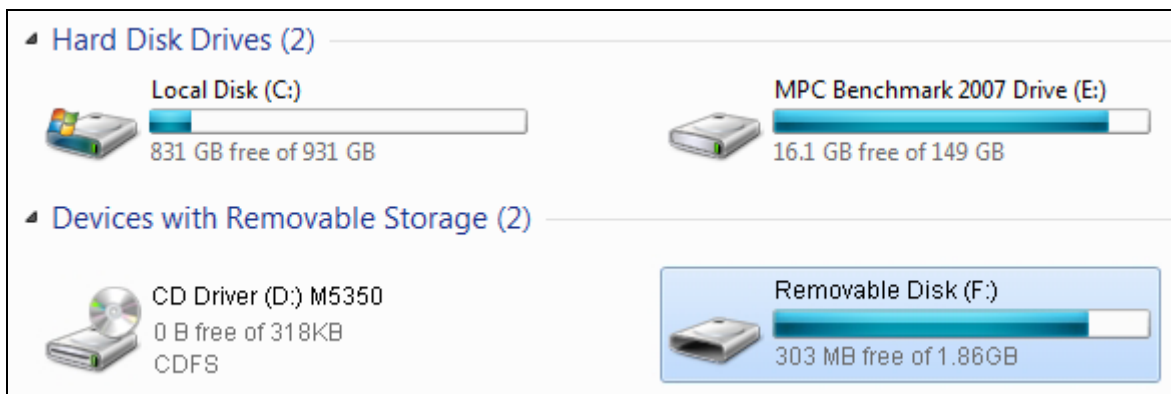 Hard Disk Drives (2)
Local Disk (C:)
831 GB free of 931 GB
MPC Benchmark 2007 Drive (E:)
16.1 GB free of 149 GB
Devices with Removable Storage (2)
CD Driver (D:) M5350
0 B free of 318KB
CDFS
Removable Disk (F:)
303 MB free of 1.86GB